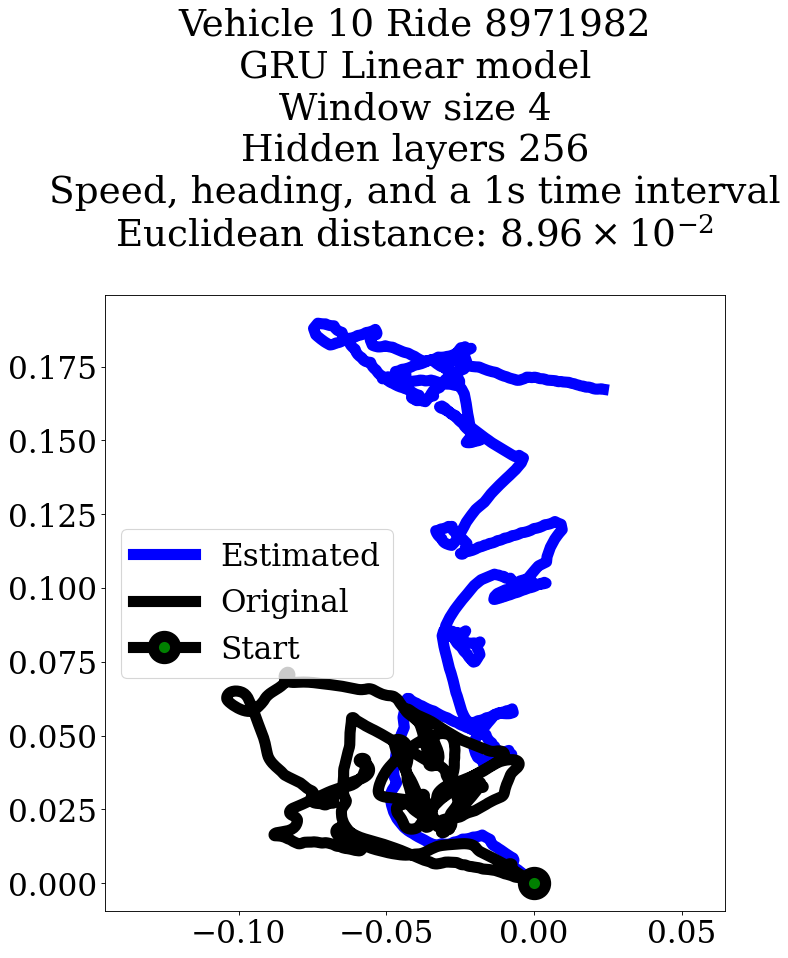 Vehicle 10 Ride 8971982
GRU Linear model
Window size 4
Hidden layers 256
Speed, heading, and a 1s time interval
Euclidean distance: 8.96 × 10⁻²
0.175
0.150
0.125
0.100
0.075
0.050
0.025
0.000
Estimated
Original
Start
−0.10 −0.05 0.00 0.05